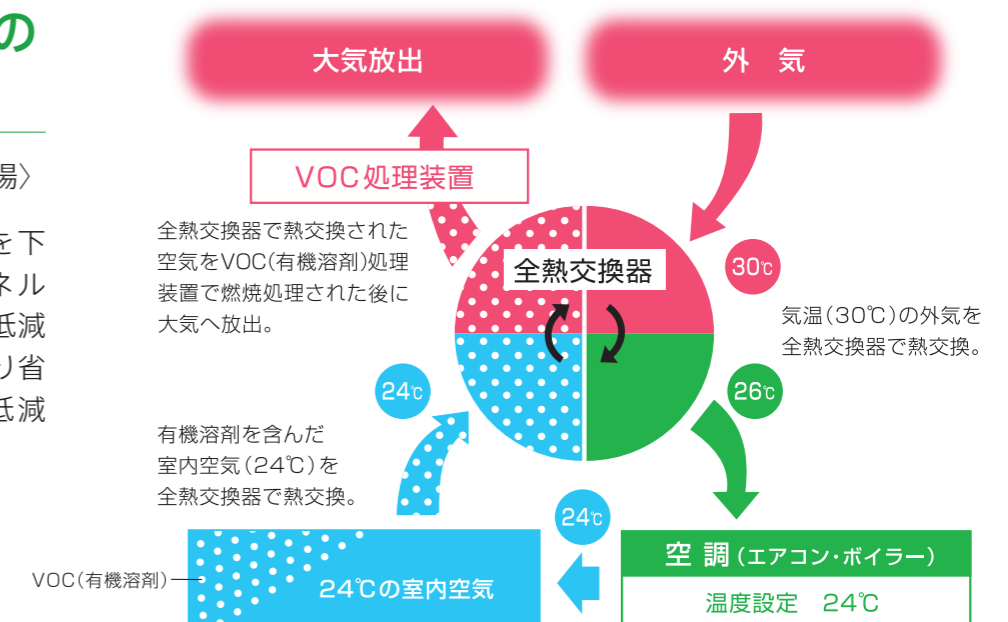 の
場〉
を下
ネル
低減
り省
低減
大気放出
外　気
VOC処理装置
全熱交換器で熱交換された
空気をVOC(有機溶剤)処理
装置で燃焼処理された後に
大気へ放出。
全熱交換器
30℃
気温(30℃)の外気を
全熱交換器で熱交換。
26℃
24℃
有機溶剤を含んだ
室内空気(24℃)を
全熱交換器で熱交換。
24℃
空 調(エアコン・ボイラー)
温度設定　24℃
24℃の室内空気
VOC(有機溶剤)